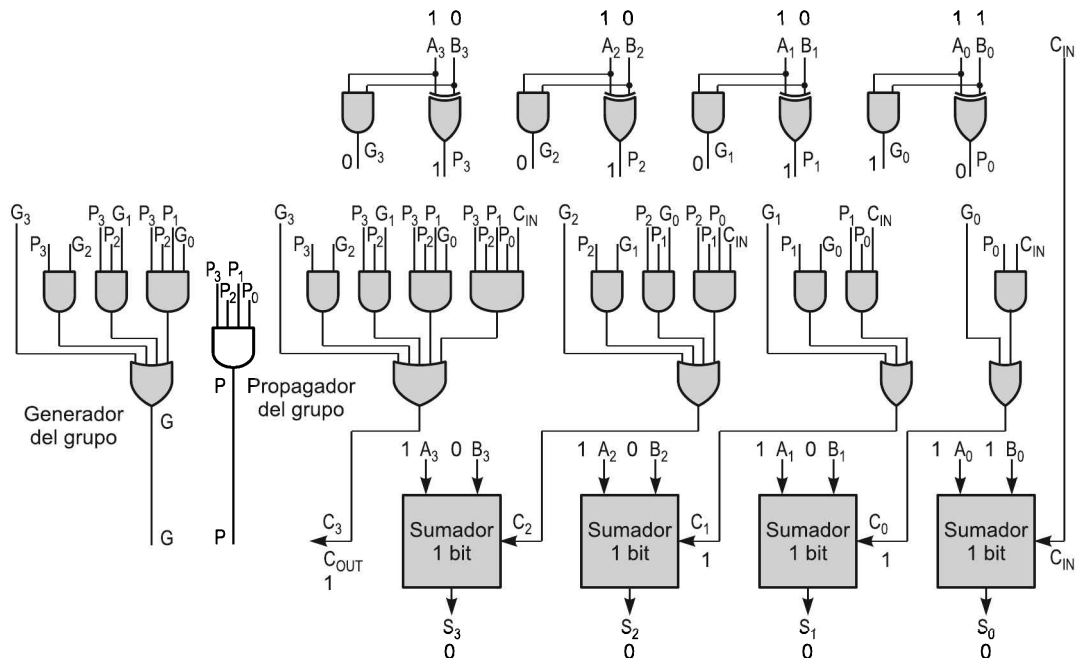 1 0 1 0 1 0 1 1
A3 B3 A2 B2 A1 B1 A0 B0 CIN
0 G3 1 P3 0 G2 1 P2 0 G1 1 P1 1 G0 0 P0
G3 P3 G2 P3 P2 G1 P3 P2 P1 G0
P3 P2 P1 P0
G3 P3 G2 P3 P2 G1 P3 P2 P1 G0 P3 P2 P1 P0 CIN
G2 P2 G1 P2 P1 G0 P2 P1 P0 CIN
G1 P1 G0 P1 P0 CIN
G0 P0 CIN
Generador
del grupo
G
P
Propagador
del grupo
1 A3 0 B3 1 A2 0 B2 1 A1 0 B1 1 A0 1 B0
G P
C3
COUT
1
Sumador
1 bit
C2
Sumador
1 bit
C1
1
Sumador
1 bit
C0
1
Sumador
1 bit
CIN
S3 S2 S1 S0
0 0 0 0